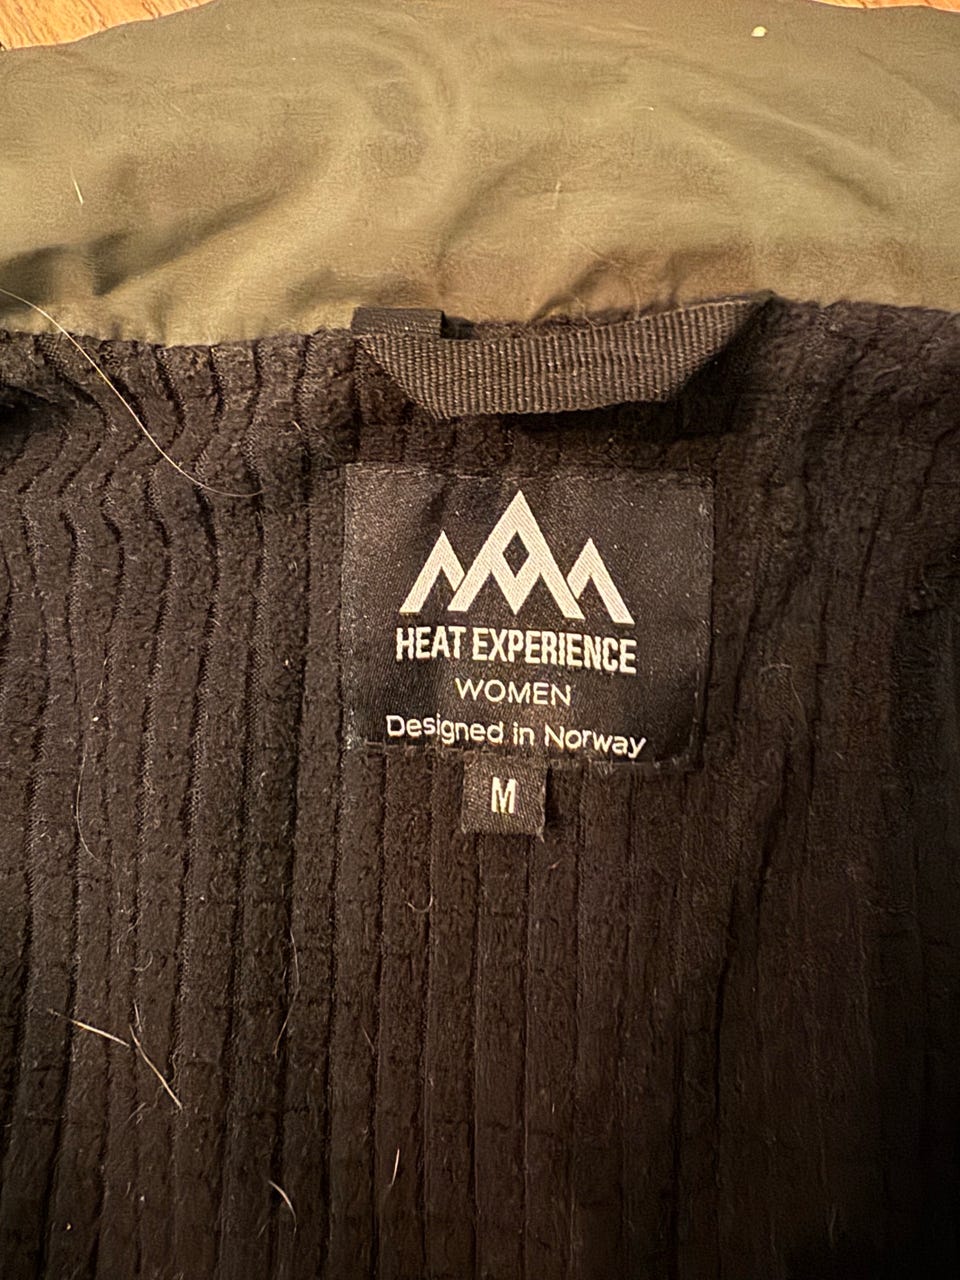 HEAT EXPERIENCE
WOMEN
Designed in Norway
M